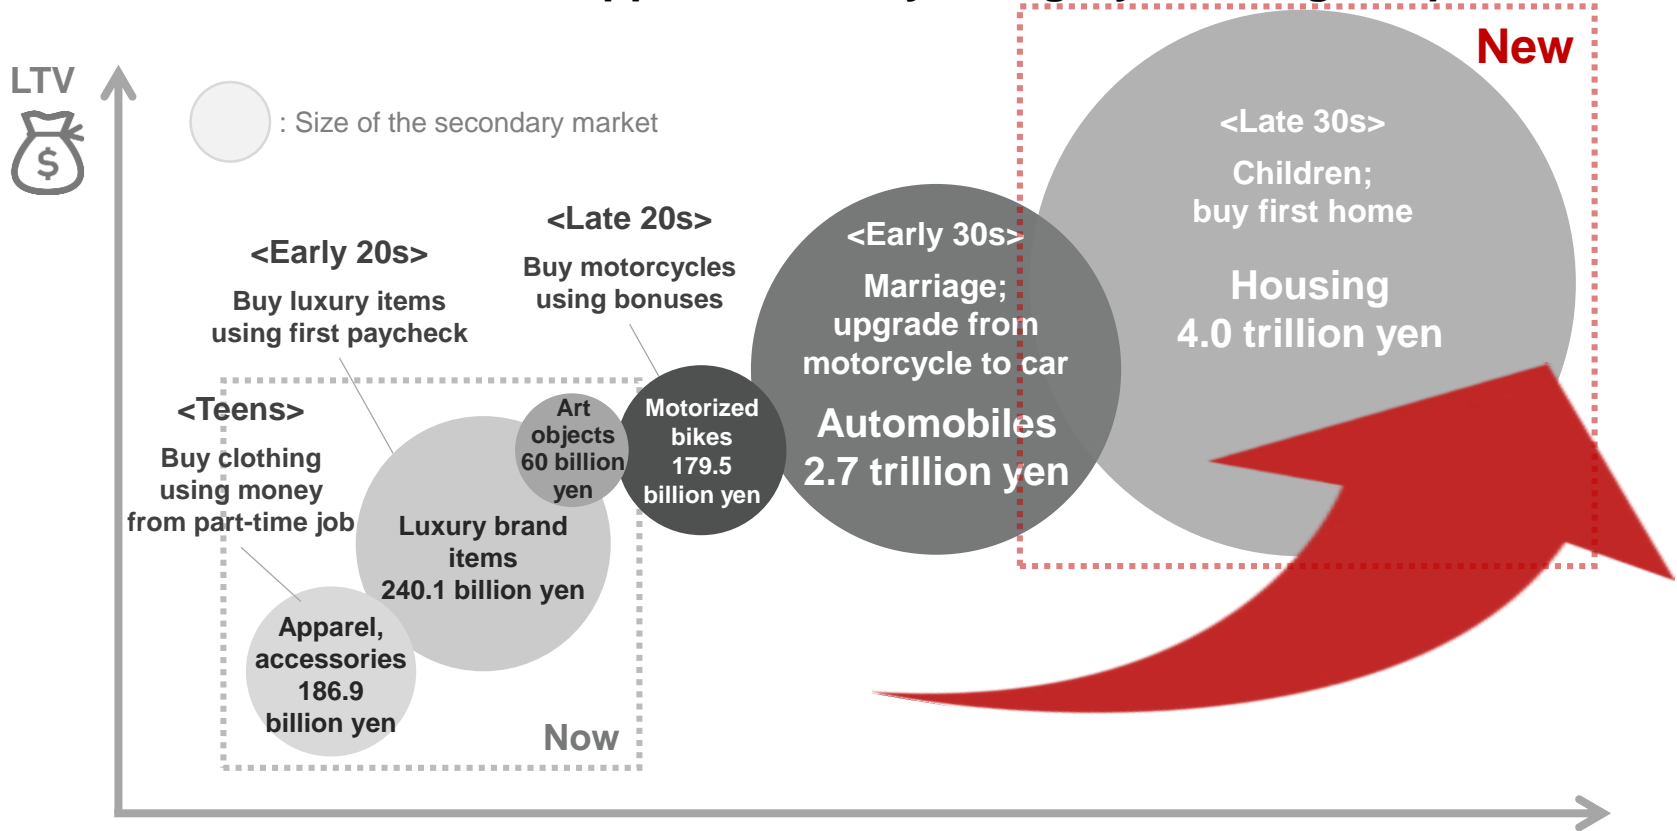 New
LTV
$
: Size of the secondary market
<Late 30s>
Children;
buy first home
Housing
4.0 trillion yen
<Early 30s>
Marriage;
upgrade from
motorcycle to car
Automobiles
2.7 trillion yen
<Late 20s>
Buy motorcycles
using bonuses
Motorized
bikes
179.5
billion yen
<Early 20s>
Buy luxury items
using first paycheck
Art
objects
60 billion
yen
Luxury brand
items
240.1 billion yen
<Teens>
Buy clothing
using money
from part-time job
Apparel,
accessories
186.9
billion yen
Now